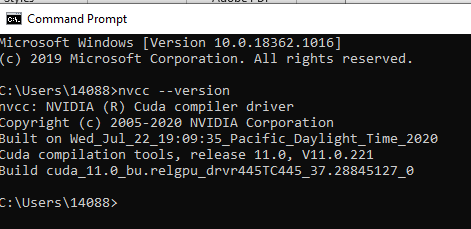 Command Prompt
Microsoft Windows [Version 10.0.18362.1016]
(c) 2019 Microsoft Corporation. All rights reserved.
C:\Users\14088>nvcc --version
nvcc: NVIDIA (R) Cuda compiler driver
Copyright (c) 2005-2020 NVIDIA Corporation
Built on Wed_Jul_22_19:09:35_Pacific_Daylight_Time_2020
Cuda compilation tools, release 11.0, V11.0.221
Build cuda_11.0_bu.relgpu_drvr445TC445_37.28845127_0
C:\Users\14088>